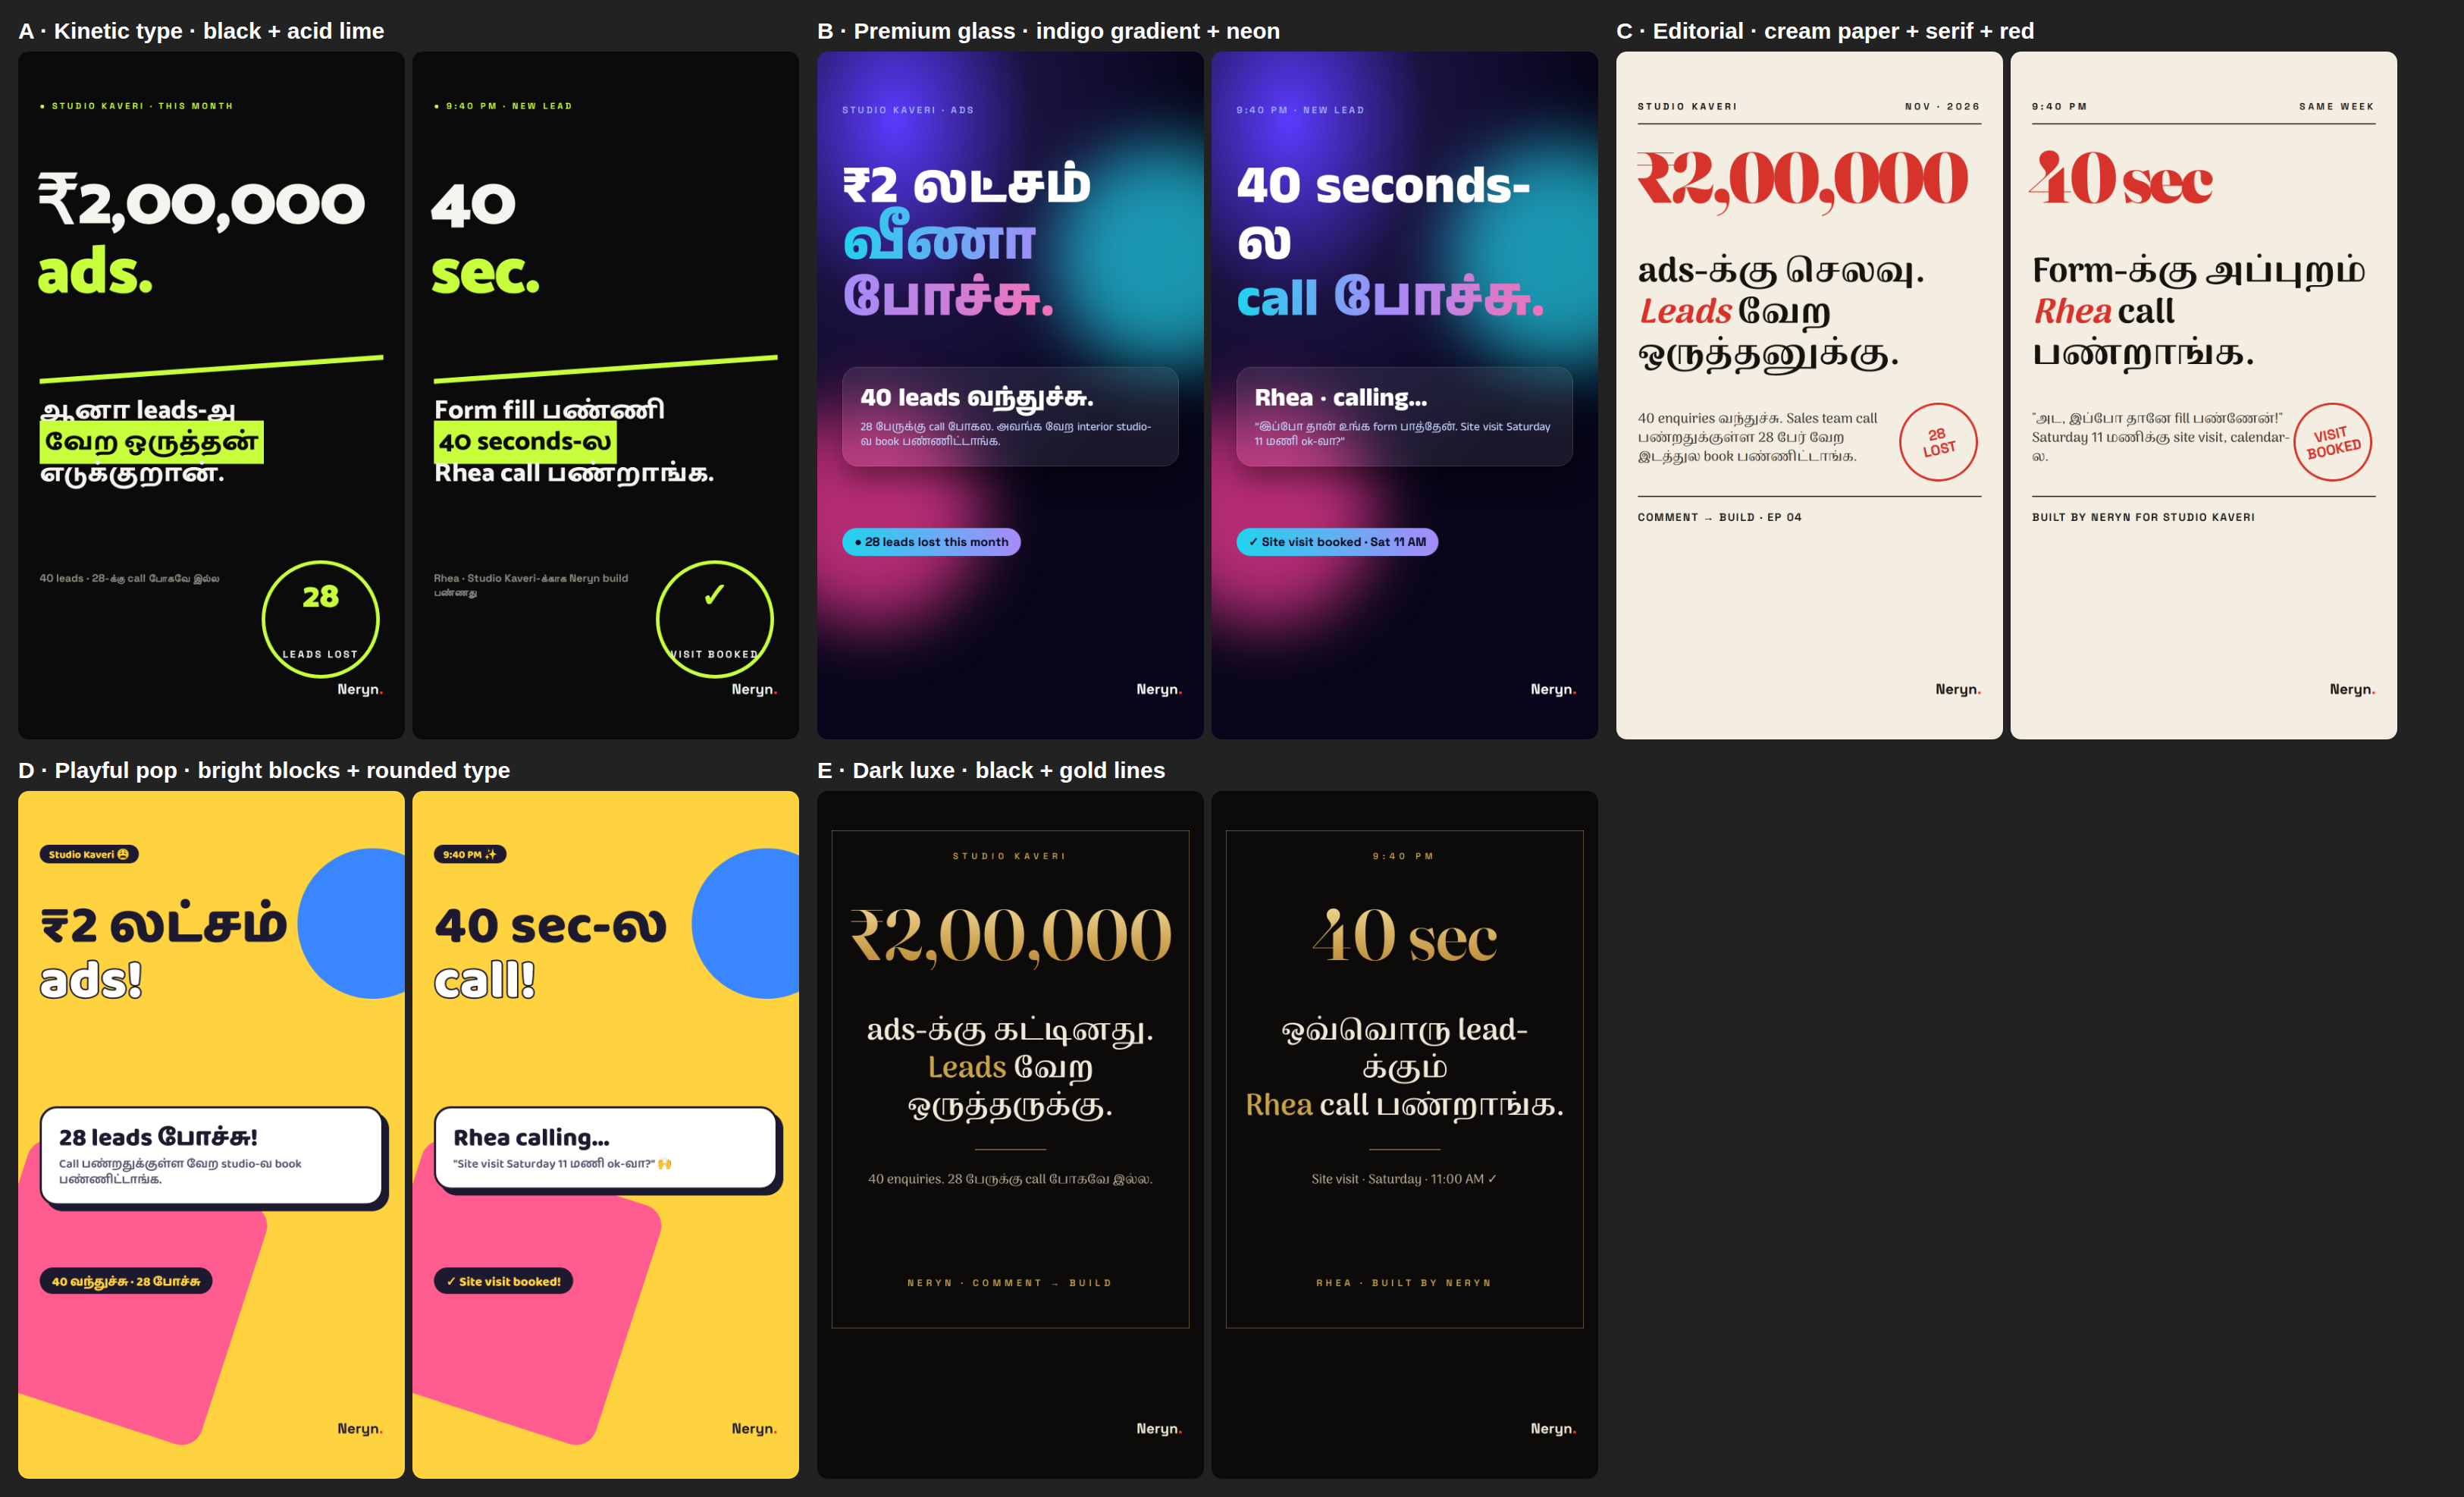 A · Kinetic type · black + acid lime
● STUDIO KAVERI · THIS MONTH
₹2,00,000
ads.
ஆனா leads-அ
வேற ஒருத்தன்
எடுக்குறான்.
40 leads · 28-க்கு call போகவே இல்ல
28
LEADS LOST
Neryn.
● 9:40 PM · NEW LEAD
40
sec.
Form fill பண்ணி
40 seconds-ல
Rhea call பண்றாங்க.
Rhea · Studio Kaveri-க்காக Neryn build
பண்ணது
✓
VISIT BOOKED
Neryn.
B · Premium glass · indigo gradient + neon
STUDIO KAVERI · ADS
₹2 லட்சம்
வீணா
போச்சு.
40 leads வந்துச்சு.
28 பேருக்கு call போகல. அவங்க வேற interior studio-
வ book பண்ணிட்டாங்க.
● 28 leads lost this month
Neryn.
9:40 PM · NEW LEAD
40 seconds-
ல
call போச்சு.
Rhea · calling...
"இப்போ தான் உங்க form பாத்தேன். Site visit Saturday
11 மணி ok-வா?"
✓ Site visit booked · Sat 11 AM
Neryn.
C · Editorial · cream paper + serif + red
STUDIO KAVERI NOV · 2026
₹2,00,000
ads-க்கு செலவு.
Leads வேற
ஒருத்தனுக்கு.
40 enquiries வந்துச்சு. Sales team call
பண்றதுக்குள்ள 28 பேர் வேற
இடத்துல book பண்ணிட்டாங்க.
28
LOST
COMMENT → BUILD · EP 04
Neryn.
9:40 PM SAME WEEK
40 sec
Form-க்கு அப்புறம்
Rhea call
பண்றாங்க.
"அட, இப்போ தானே fill பண்ணேன்!"
Saturday 11 மணிக்கு site visit, calendar-
ல.
VISIT
BOOKED
BUILT BY NERYN FOR STUDIO KAVERI
Neryn.
D · Playful pop · bright blocks + rounded type
Studio Kaveri 😩
₹2 லட்சம்
ads!
28 leads போச்சு!
Call பண்றதுக்குள்ள வேற studio-வ book
பண்ணிட்டாங்க.
40 வந்துச்சு · 28 போச்சு
Neryn.
9:40 PM ✨
40 sec-ல
call!
Rhea calling...
"Site visit Saturday 11 மணி ok-வா?" 🙌
✓ Site visit booked!
Neryn.
E · Dark luxe · black + gold lines
STUDIO KAVERI
₹2,00,000
ads-க்கு கட்டினது.
Leads வேற
ஒருத்தருக்கு.
40 enquiries. 28 பேருக்கு call போகவே இல்ல.
NERYN · COMMENT → BUILD
Neryn.
9:40 PM
40 sec
ஒவ்வொரு lead-
க்கும்
Rhea call பண்றாங்க.
Site visit · Saturday · 11:00 AM ✓
RHEA · BUILT BY NERYN
Neryn.